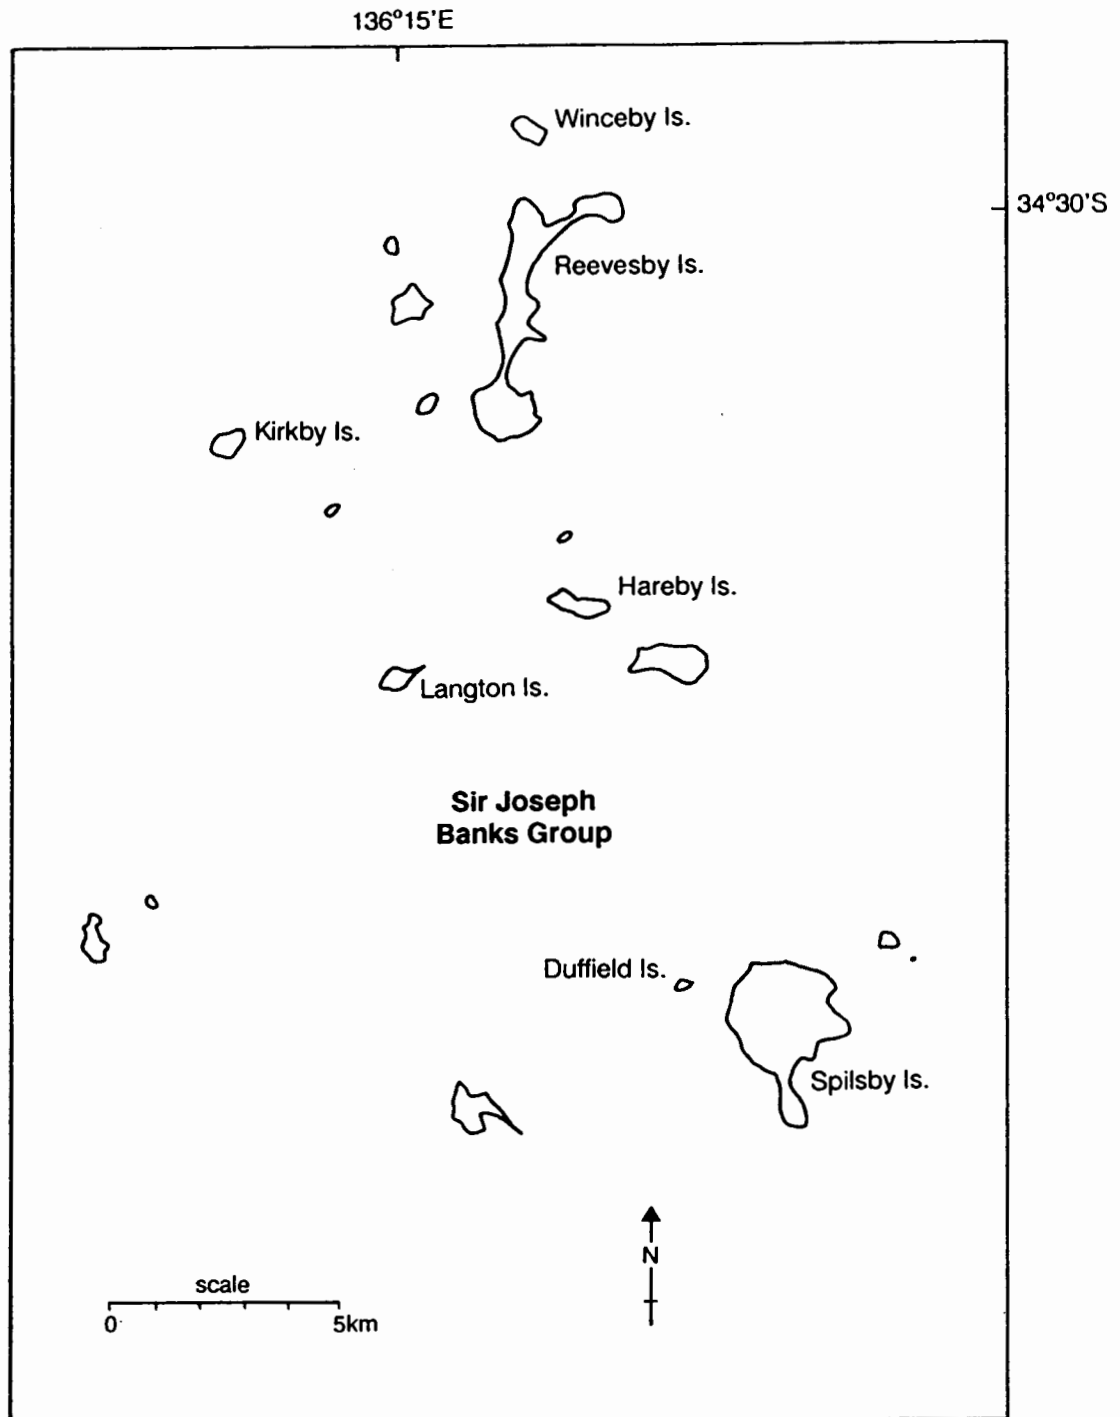 136°15'E
Winceby Is.
34°30'S
Reevesby Is.
Kirkby Is.
Hareby Is.
Langton Is.
Sir Joseph
Banks Group
Duffield Is.
Spilsby Is.
N
scale
0 5km